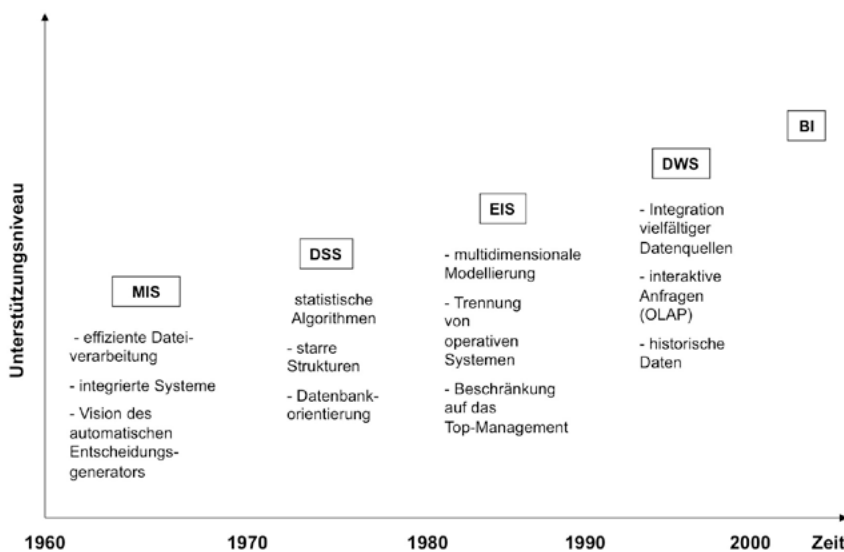 Unterstützungsniveau
BI
DWS
- Integration
vielfältiger
Datenquellen
- interaktive
Anfragen
(OLAP)
- historische
Daten
EIS
- multidimensionale
Modellierung
- Trennung
von
operativen
Systemen
- Beschränkung
auf das
Top-Management
DSS
statistische
Algorithmen
- starre
Strukturen
- Datenbank-
orientierung
MIS
- effiziente Datei-
verarbeitung
- integrierte Systeme
- Vision des
automatischen
Entscheidungs-
generators
1960 1970 1980 1990 2000 Zeit